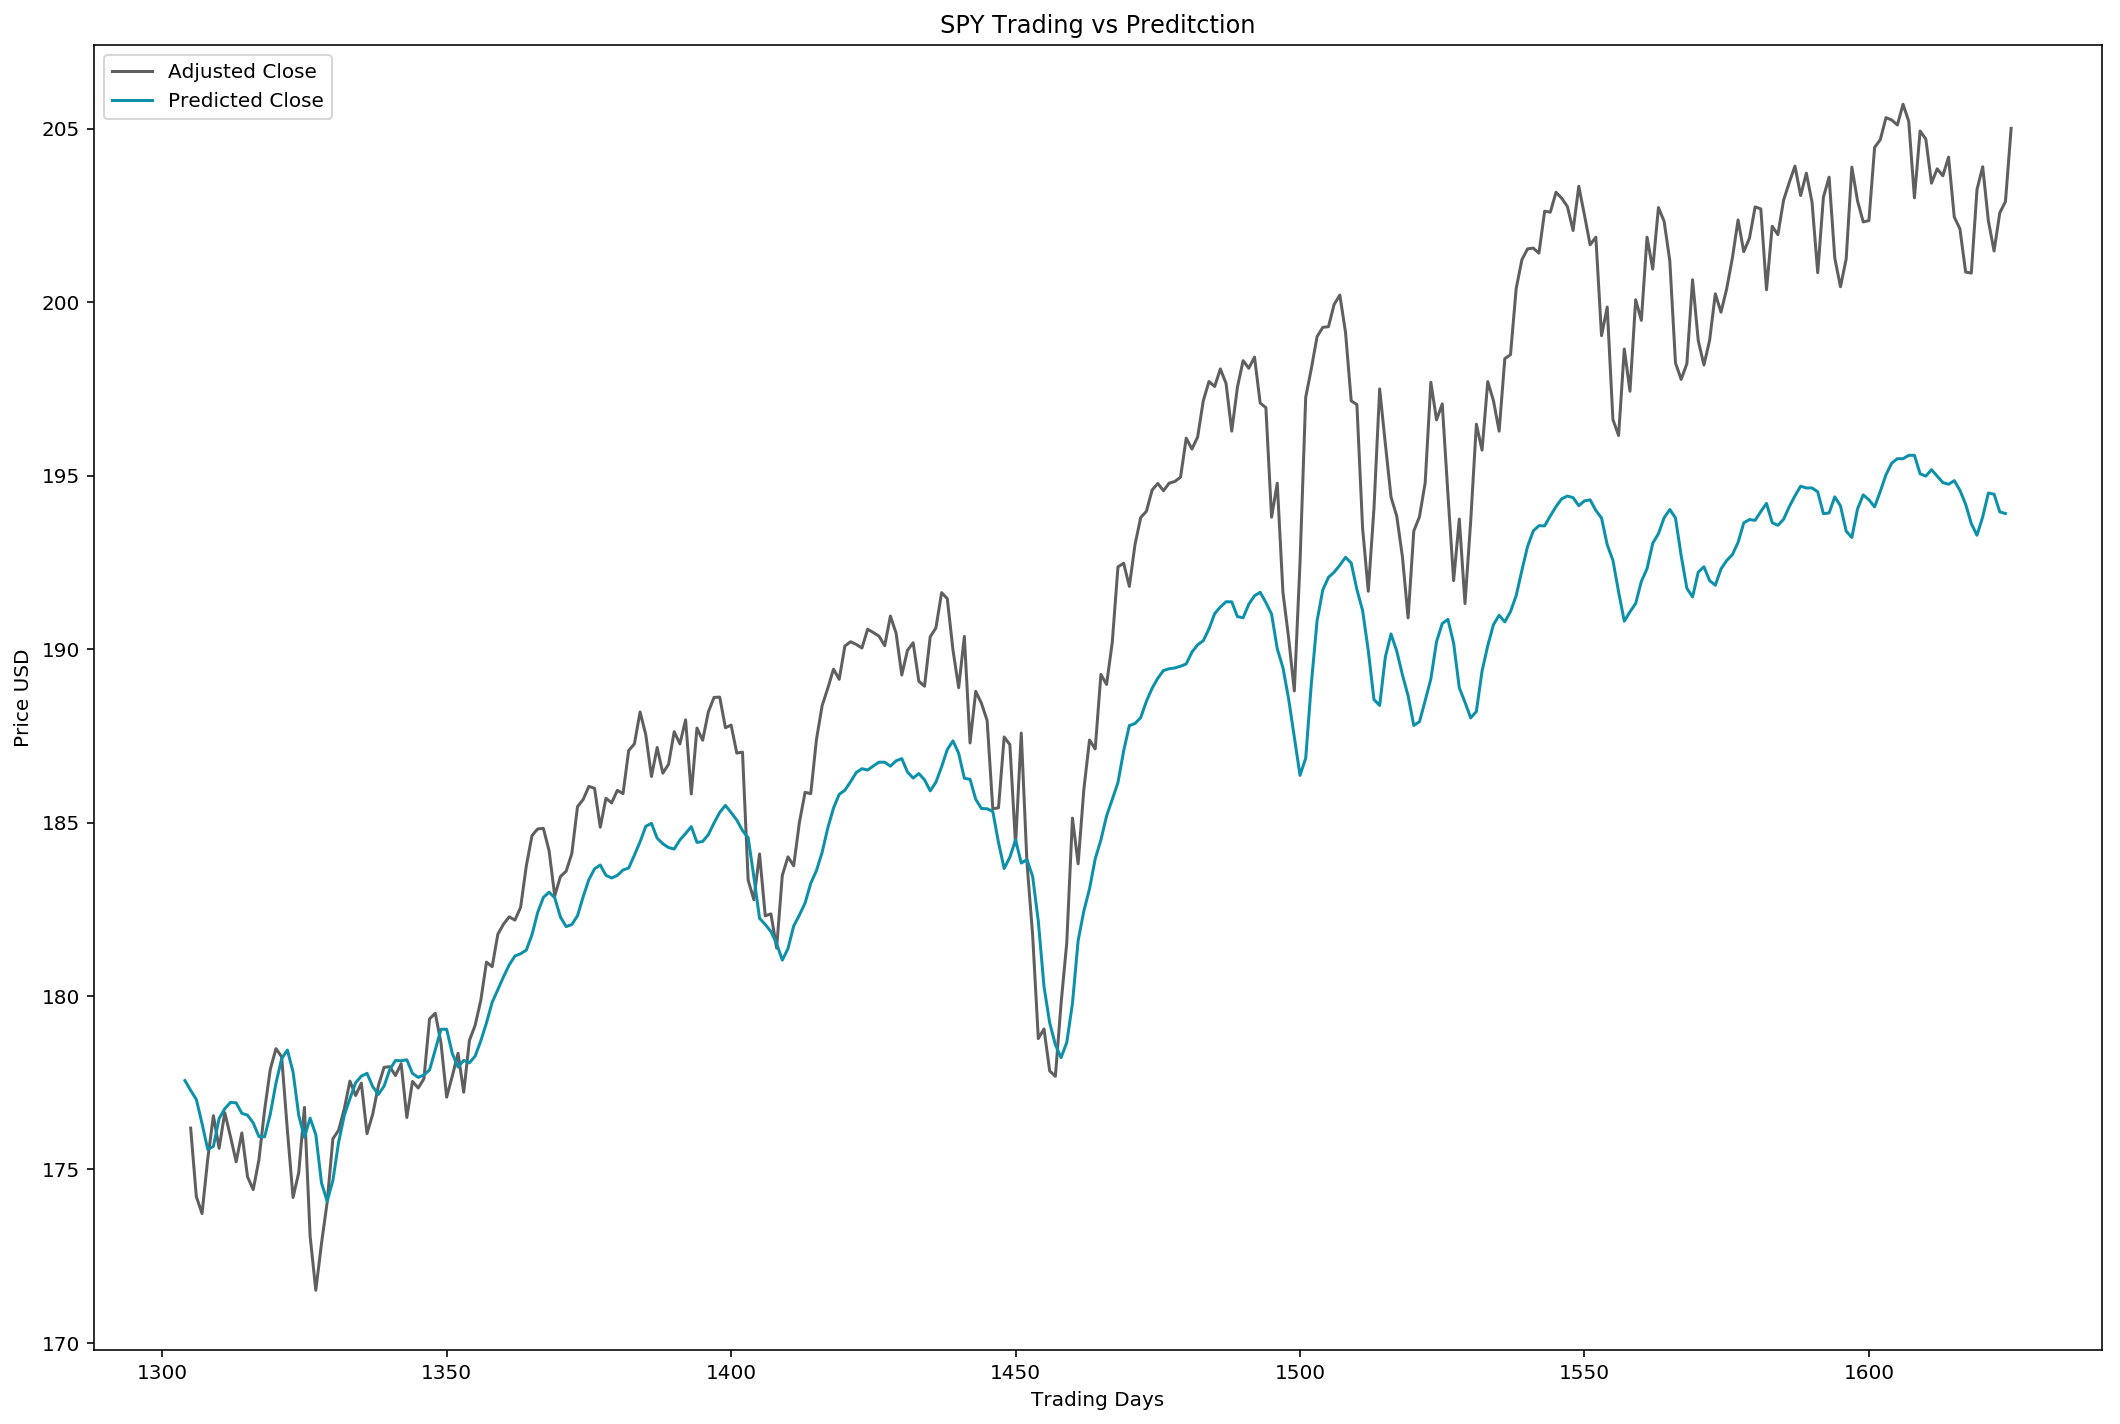 SPY Trading vs Preditction
Adjusted Close
Predicted Close
Price USD
205
200
195
190
185
180
175
170
1300 1350 1400 1450 1500 1550 1600
Trading Days